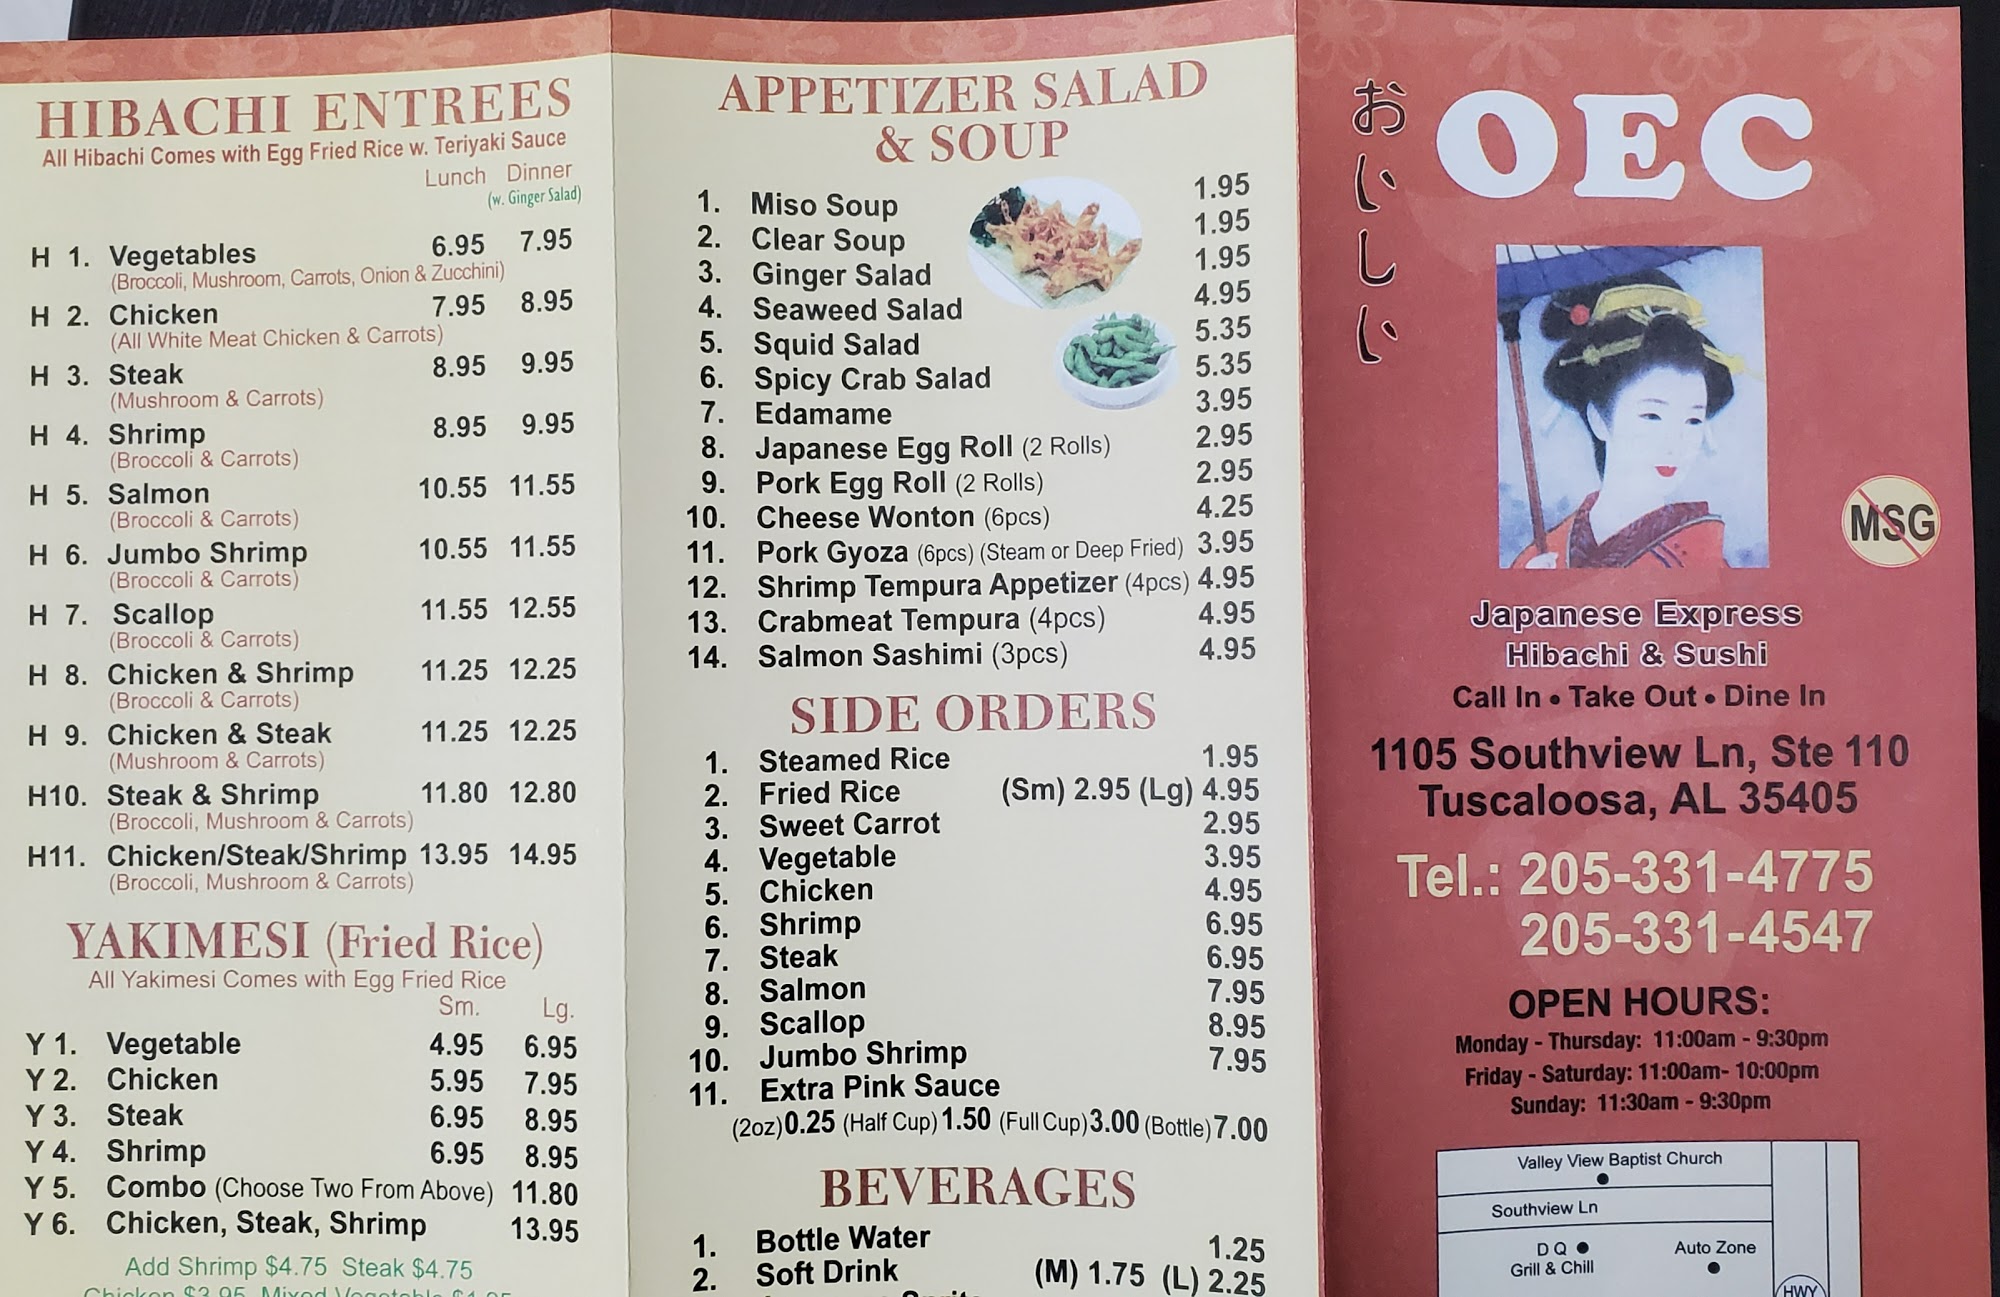 HIBACHI ENTREES
All Hibachi Comes with Egg Fried Rice w. Teriyaki Sauce
Lunch Dinner
(w. Ginger Salad)
H 1. Vegetables 6.95 7.95
(Broccoli, Mushroom, Carrots, Onion & Zucchini)
H 2. Chicken 7.95 8.95
(All White Meat Chicken & Carrots)
H 3. Steak 8.95 9.95
(Mushroom & Carrots)
H 4. Shrimp 8.95 9.95
(Broccoli & Carrots)
H 5. Salmon 10.55 11.55
(Broccoli & Carrots)
H 6. Jumbo Shrimp 10.55 11.55
(Broccoli & Carrots)
H 7. Scallop 11.55 12.55
(Broccoli & Carrots)
H 8. Chicken & Shrimp 11.25 12.25
(Broccoli & Carrots)
H 9. Chicken & Steak 11.25 12.25
(Mushroom & Carrots)
H10. Steak & Shrimp 11.80 12.80
(Broccoli, Mushroom & Carrots)
H11. Chicken/Steak/Shrimp 13.95 14.95
(Broccoli, Mushroom & Carrots)
YAKIMESI (Fried Rice)
All Yakimesi Comes with Egg Fried Rice
Sm. Lg.
Y 1. Vegetable 4.95 6.95
Y 2. Chicken 5.95 7.95
Y 3. Steak 6.95 8.95
Y 4. Shrimp 6.95 8.95
Y 5. Combo (Choose Two From Above) 11.80
Y 6. Chicken, Steak, Shrimp 13.95
Add Shrimp $4.75 Steak $4.75
Chicken $3.95 Mixed Vegetable
APPETIZER SALAD
& SOUP
1. Miso Soup 1.95
2. Clear Soup 1.95
3. Ginger Salad 1.95
4. Seaweed Salad 4.95
5. Squid Salad 5.35
6. Spicy Crab Salad 5.35
7. Edamame 3.95
8. Japanese Egg Roll (2 Rolls) 2.95
9. Pork Egg Roll (2 Rolls) 2.95
10. Cheese Wonton (6pcs) 4.25
11. Pork Gyoza (6pcs) (Steam or Deep Fried) 3.95
12. Shrimp Tempura Appetizer (4pcs) 4.95
13. Crabmeat Tempura (4pcs) 4.95
14. Salmon Sashimi (3pcs) 4.95
SIDE ORDERS
1. Steamed Rice 1.95
2. Fried Rice (Sm) 2.95 (Lg) 4.95
3. Sweet Carrot 2.95
4. Vegetable 3.95
5. Chicken 4.95
6. Shrimp 6.95
7. Steak 6.95
8. Salmon 7.95
9. Scallop 8.95
10. Jumbo Shrimp 7.95
11. Extra Pink Sauce
(2oz) 0.25 (Half Cup) 1.50 (Full Cup) 3.00 (Bottle) 7.00
BEVERAGES
1. Bottle Water 1.25
2. Soft Drink (M) 1.75 (L) 2.25
おいしい
OEC
MSG
Japanese Express
Hibachi & Sushi
Call In • Take Out • Dine In
1105 Southview Ln, Ste 110
Tuscaloosa, AL 35405
Tel.: 205-331-4775
205-331-4547
OPEN HOURS:
Monday - Thursday: 11:00am - 9:30pm
Friday - Saturday: 11:00am- 10:00pm
Sunday: 11:30am - 9:30pm
Valley View Baptist Church
Southview Ln
D Q
Grill & Chill
Auto Zone
HWY